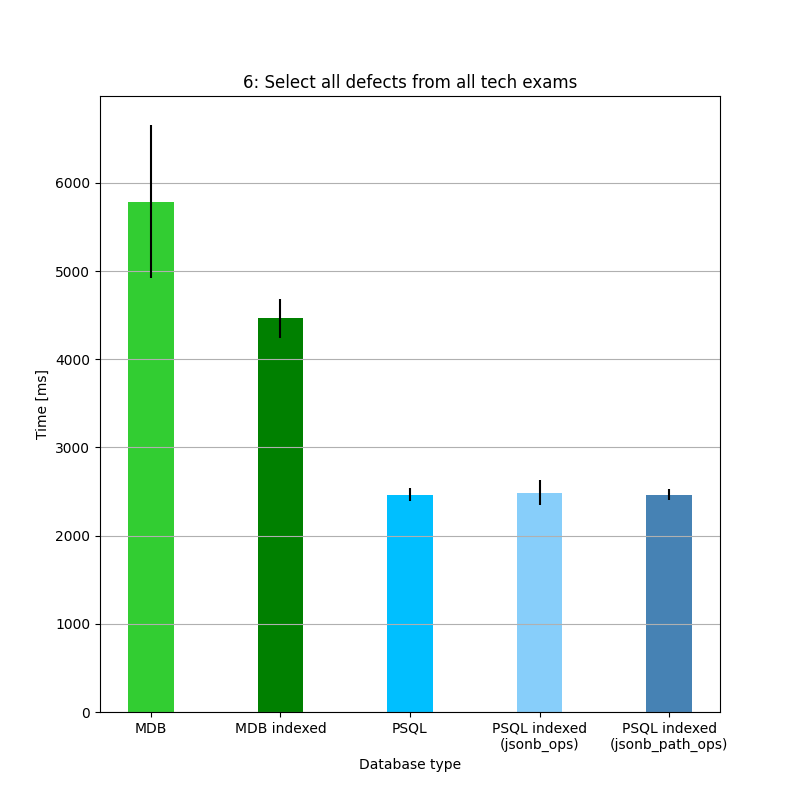 6: Select all defects from all tech exams
6000
5000
4000
3000
2000
1000
0
Time [ms]
MDB
MDB indexed
PSQL
PSQL indexed
(jsonb_ops)
PSQL indexed
(jsonb_path_ops)
Database type